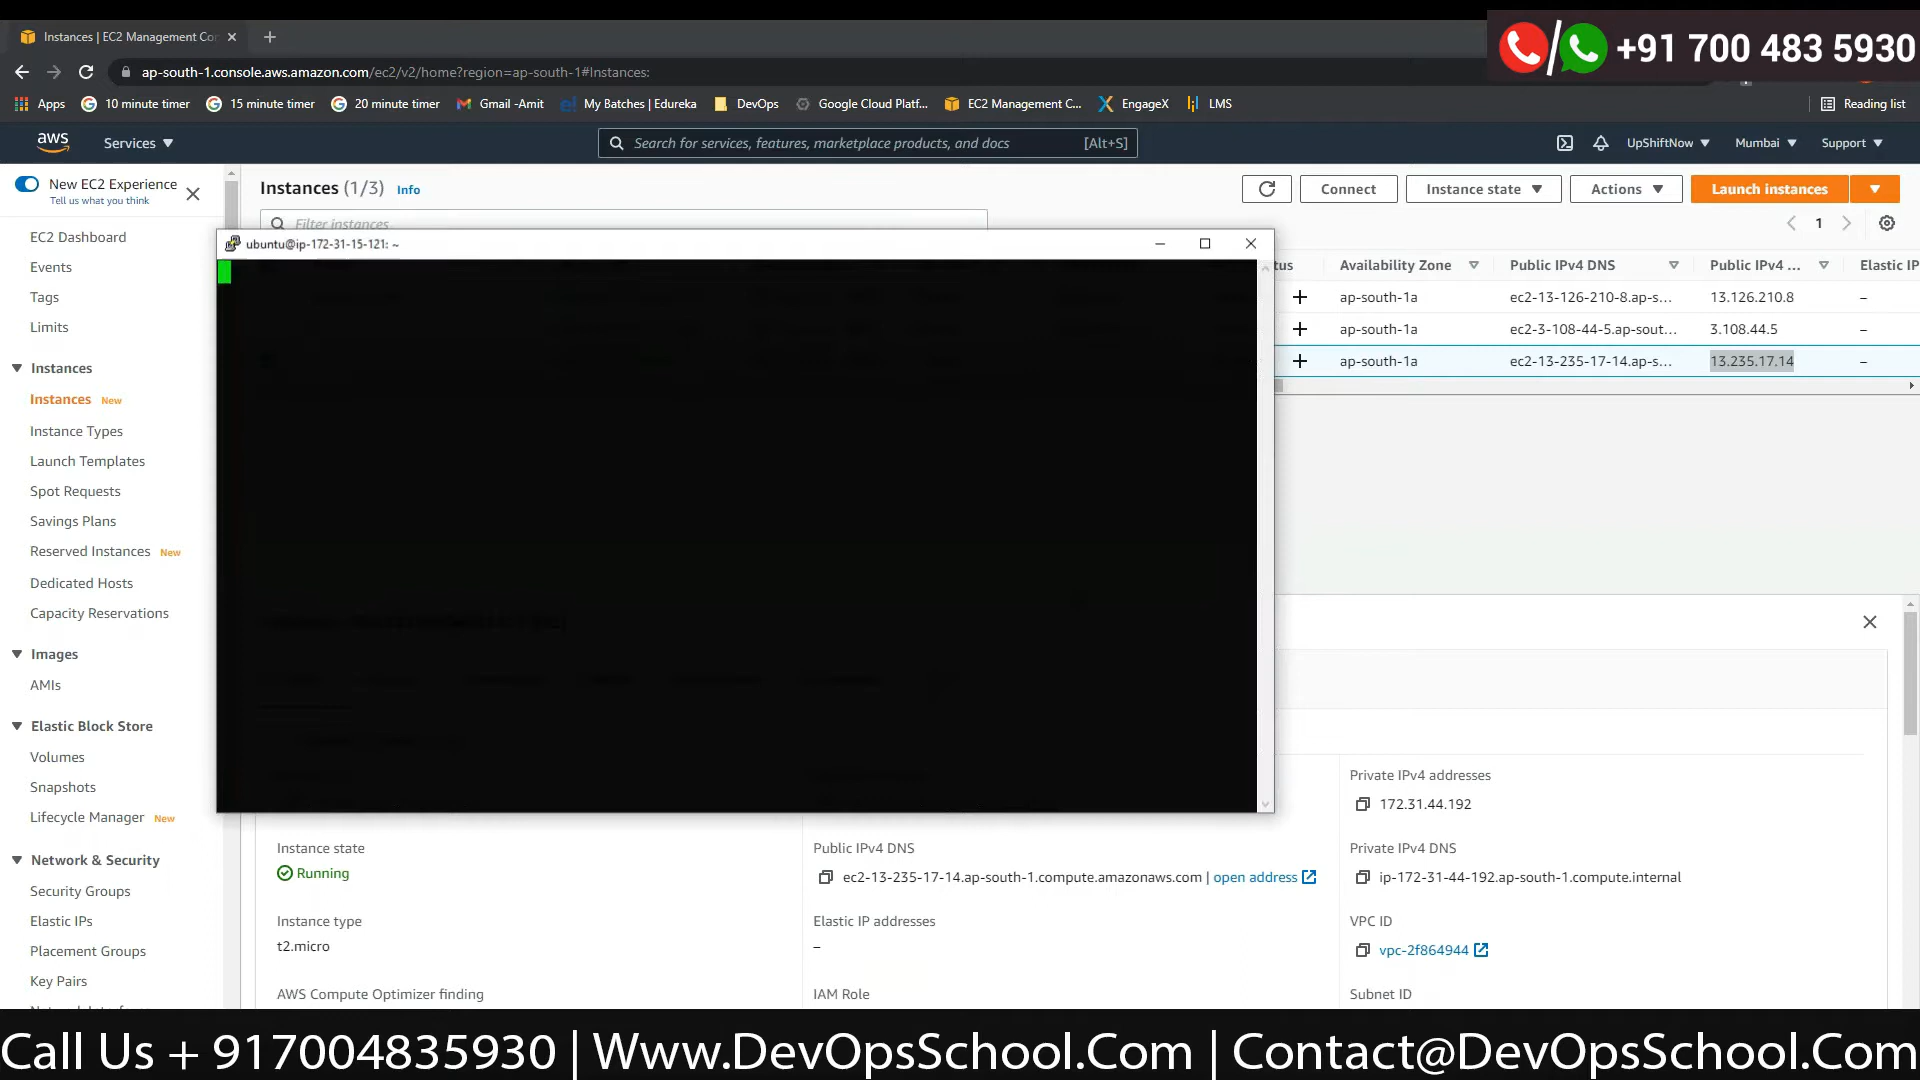 Instances | EC2 Management Co
+91 700 483 5930
ap-south-1.console.aws.amazon.com/ec2/v2/home?region=ap-south-1#Instances:
Apps 10 minute timer 15 minute timer 20 minute timer Gmail -Amit My Batches | Edureka DevOps Google Cloud Platf... EC2 Management C... EngageX LMS Reading list
aws Services Search for services, features, marketplace products, and docs [Alt+S] UpShiftNow Mumbai Support
New EC2 Experience
Tell us what you think
Instances (1/3) Info
Connect Instance state Actions Launch instances
Filter instances
1
EC2 Dashboard
Events
Tags
Limits
Instances
Instances New
Instance Types
Launch Templates
Spot Requests
Savings Plans
Reserved Instances New
Dedicated Hosts
Capacity Reservations
Images
AMIs
Elastic Block Store
Volumes
Snapshots
Lifecycle Manager New
Network & Security
Security Groups
Elastic IPs
Placement Groups
Key Pairs
ubuntu@ip-172-31-15-121: ~
tus Availability Zone Public IPv4 DNS Public IPv4 ... Elastic IP
ap-south-1a ec2-13-126-210-8.ap-s... 13.126.210.8 –
ap-south-1a ec2-3-108-44-5.ap-sout... 3.108.44.5 –
ap-south-1a ec2-13-235-17-14.ap-s... 13.235.17.14 –
Private IPv4 addresses
172.31.44.192
Instance state
Running
Public IPv4 DNS
ec2-13-235-17-14.ap-south-1.compute.amazonaws.com | open address
Private IPv4 DNS
ip-172-31-44-192.ap-south-1.compute.internal
Instance type
t2.micro
Elastic IP addresses
–
VPC ID
vpc-2f864944
AWS Compute Optimizer finding
IAM Role
Subnet ID
Call Us + 917004835930 | Www.DevOpsSchool.Com | Contact@DevOpsSchool.Com